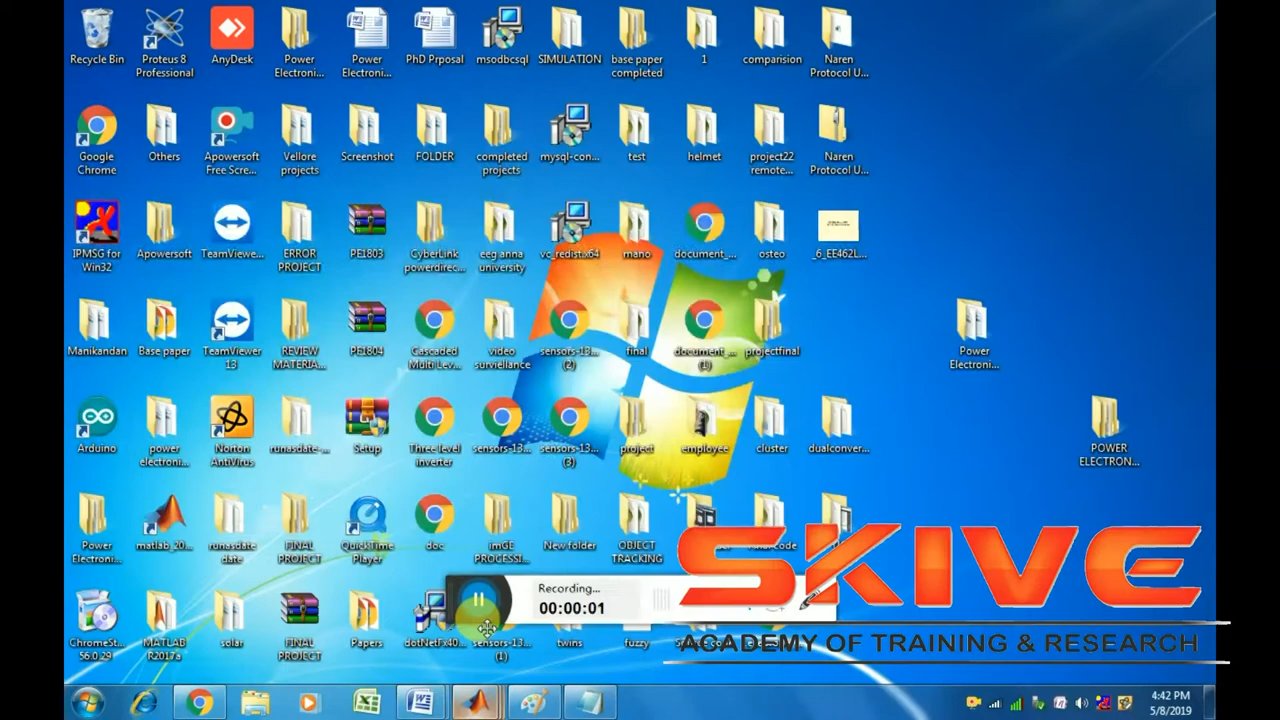 Recycle Bin
Proteus 8
Professional
AnyDesk
Power
Electroni...
Power
Electroni...
PhD Prposal
msodbcsql
SIMULATION
base paper
completed
1
comparision
Naren
Protocol U...
Google
Chrome
Others
Apowersoft
Free Scre...
Vellore
projects
Screenshot
FOLDER
completed
projects
mysql-con...
test
helmet
project22
remote...
Naren
Protocol U...
IPMSG for
Win32
Apowersoft
TeamViewe...
ERROR
PROJECT
PE1803
CyberLink
powerdirec...
eeg anna
university
vc_redist.x64
mano
document_...
osteo
_6_EE462L...
Manikandan
Base paper
TeamViewer
13
REVIEW
MATERIA...
PE1804
Cascaded
Multi Lev...
video
surviellance
sensors-13...
(2)
final
document_...
(1)
projectfinal
Power
Electroni...
Arduino
power
electroni...
Norton
AntiVirus
runasdate-...
Setup
Three level
inverter
sensors-13...
sensors-13...
(3)
project
employee
cluster
dualconver...
POWER
ELECTRON...
Power
Electroni...
matlab_20...
runasdate
date
FINAL
PROJECT
QuickTime
Player
doc
imGE
PROCESSI...
New folder
OBJECT
TRACKING
ChromeSt...
56.0.29
MATLAB
R2017a
solar
FINAL
PROJECT
Papers
dotNetFx40...
sensors-13...
(1)
twins
fuzzy
Recording...
00:00:01
SKIVE
ACADEMY OF TRAINING & RESEARCH
4:42 PM
5/8/2019